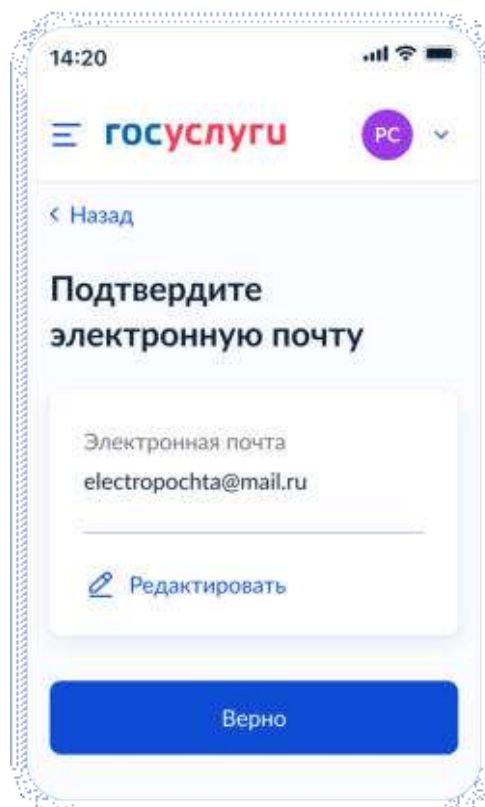 14:20
госуслуги
РС
Назад
Подтвердите
электронную почту
Электронная почта
electropochta@mail.ru
Редактировать
Верно